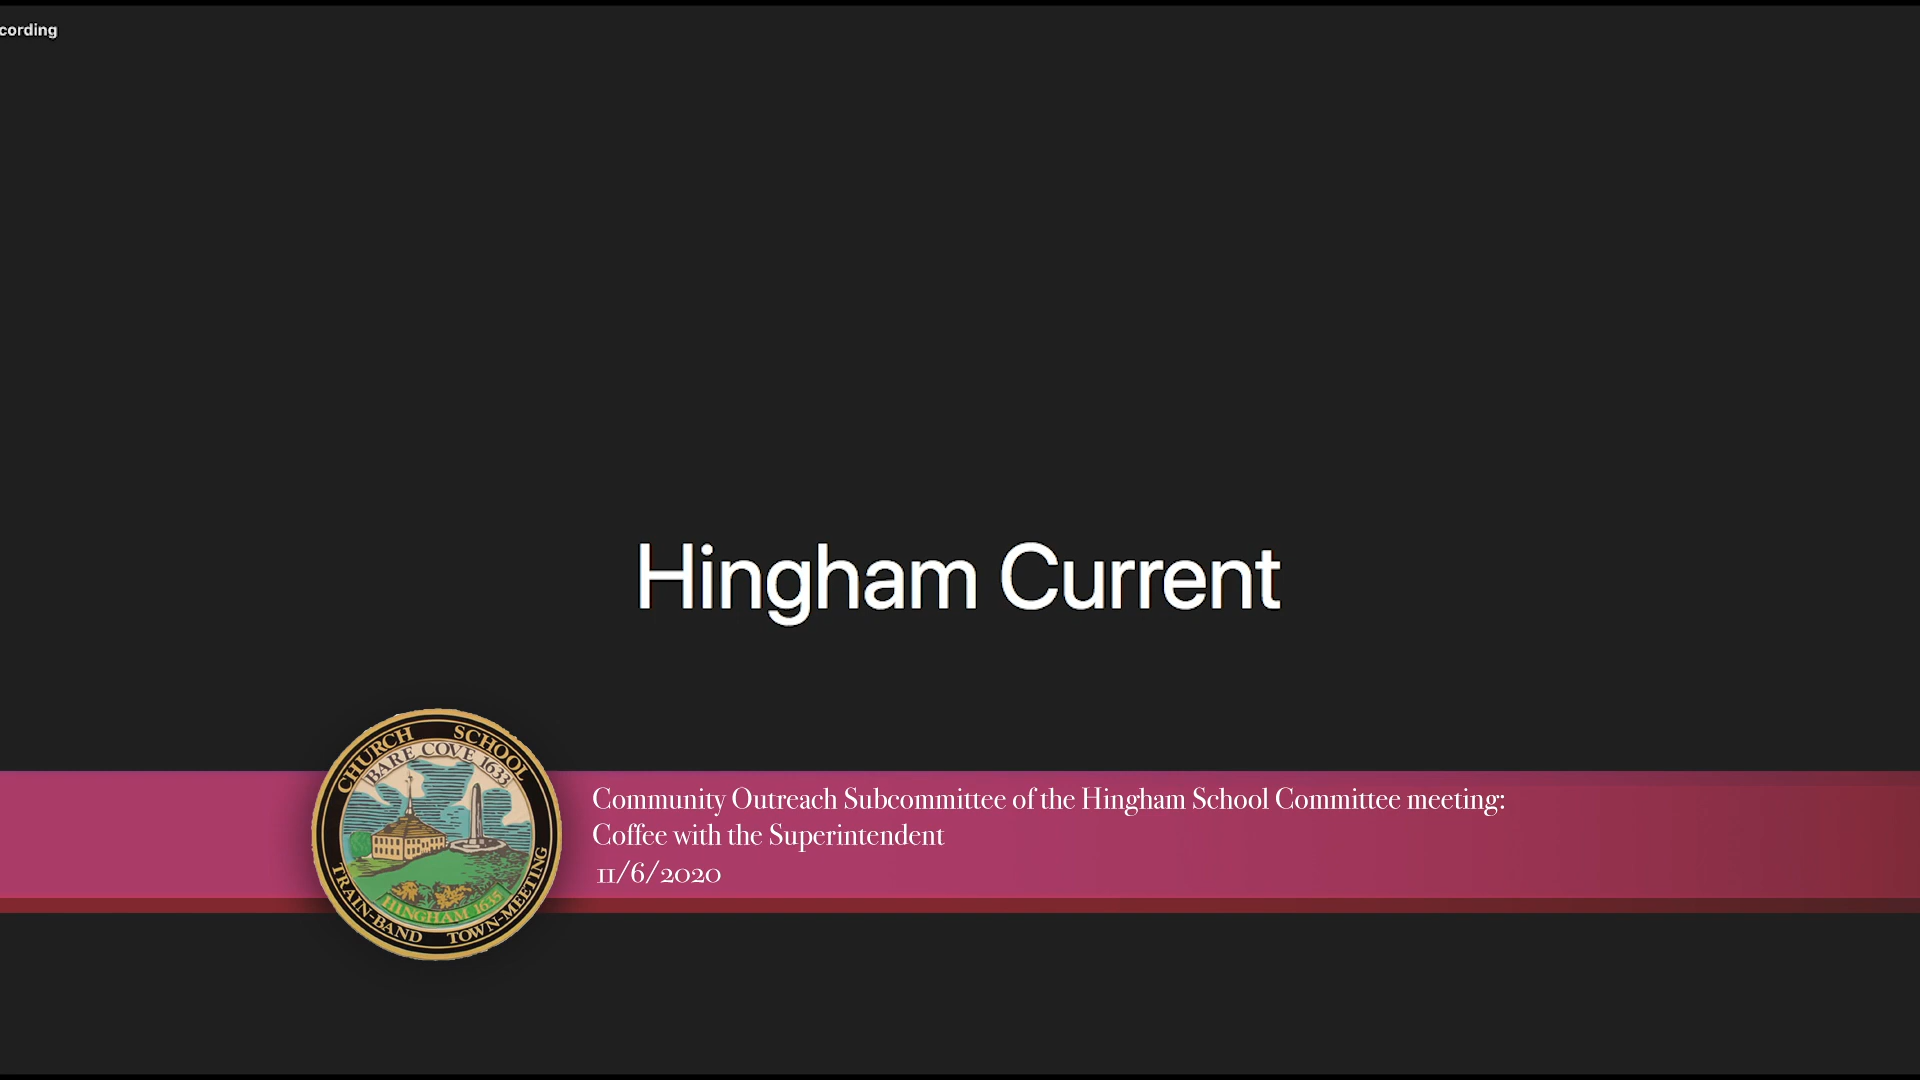 cording
Hingham Current
CHURCH SCHOOL
BARE COVE 1633
HINGHAM 1635
TRAIN-BAND TOWN-MEETING
Community Outreach Subcommittee of the Hingham School Committee meeting:
Coffee with the Superintendent
11/6/2020